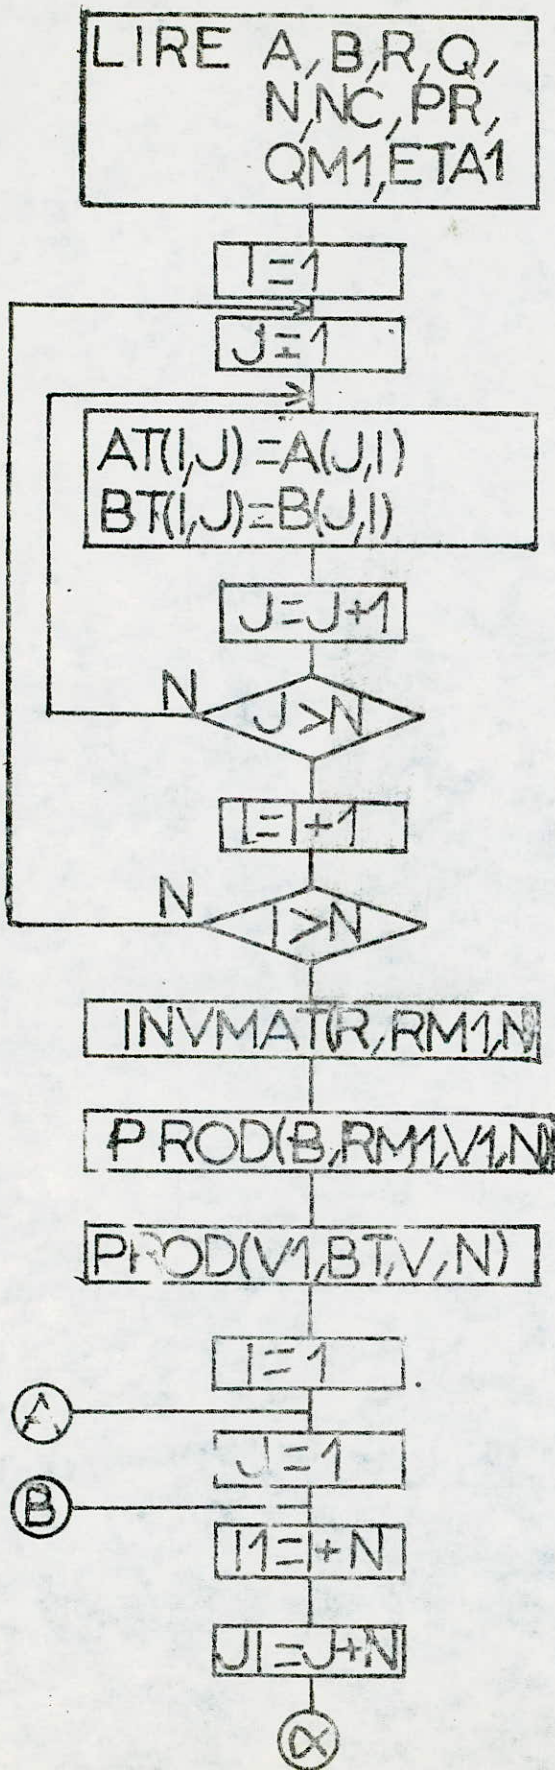 LIRE A,B,R,Q,
N,NC,PR,
QM1,ETA1
I=1
J=1
AT(I,J)=A(J,I)
BT(I,J)=B(J,I)
J=J+1
N
J>N
I=I+1
N
I>N
INVMAT(R,RM1,N)
PROD(B,RM1,V1,N)
PROD(V1,BT,V,N)
I=1
A
J=1
B
I1=I+N
JI=J+N
α